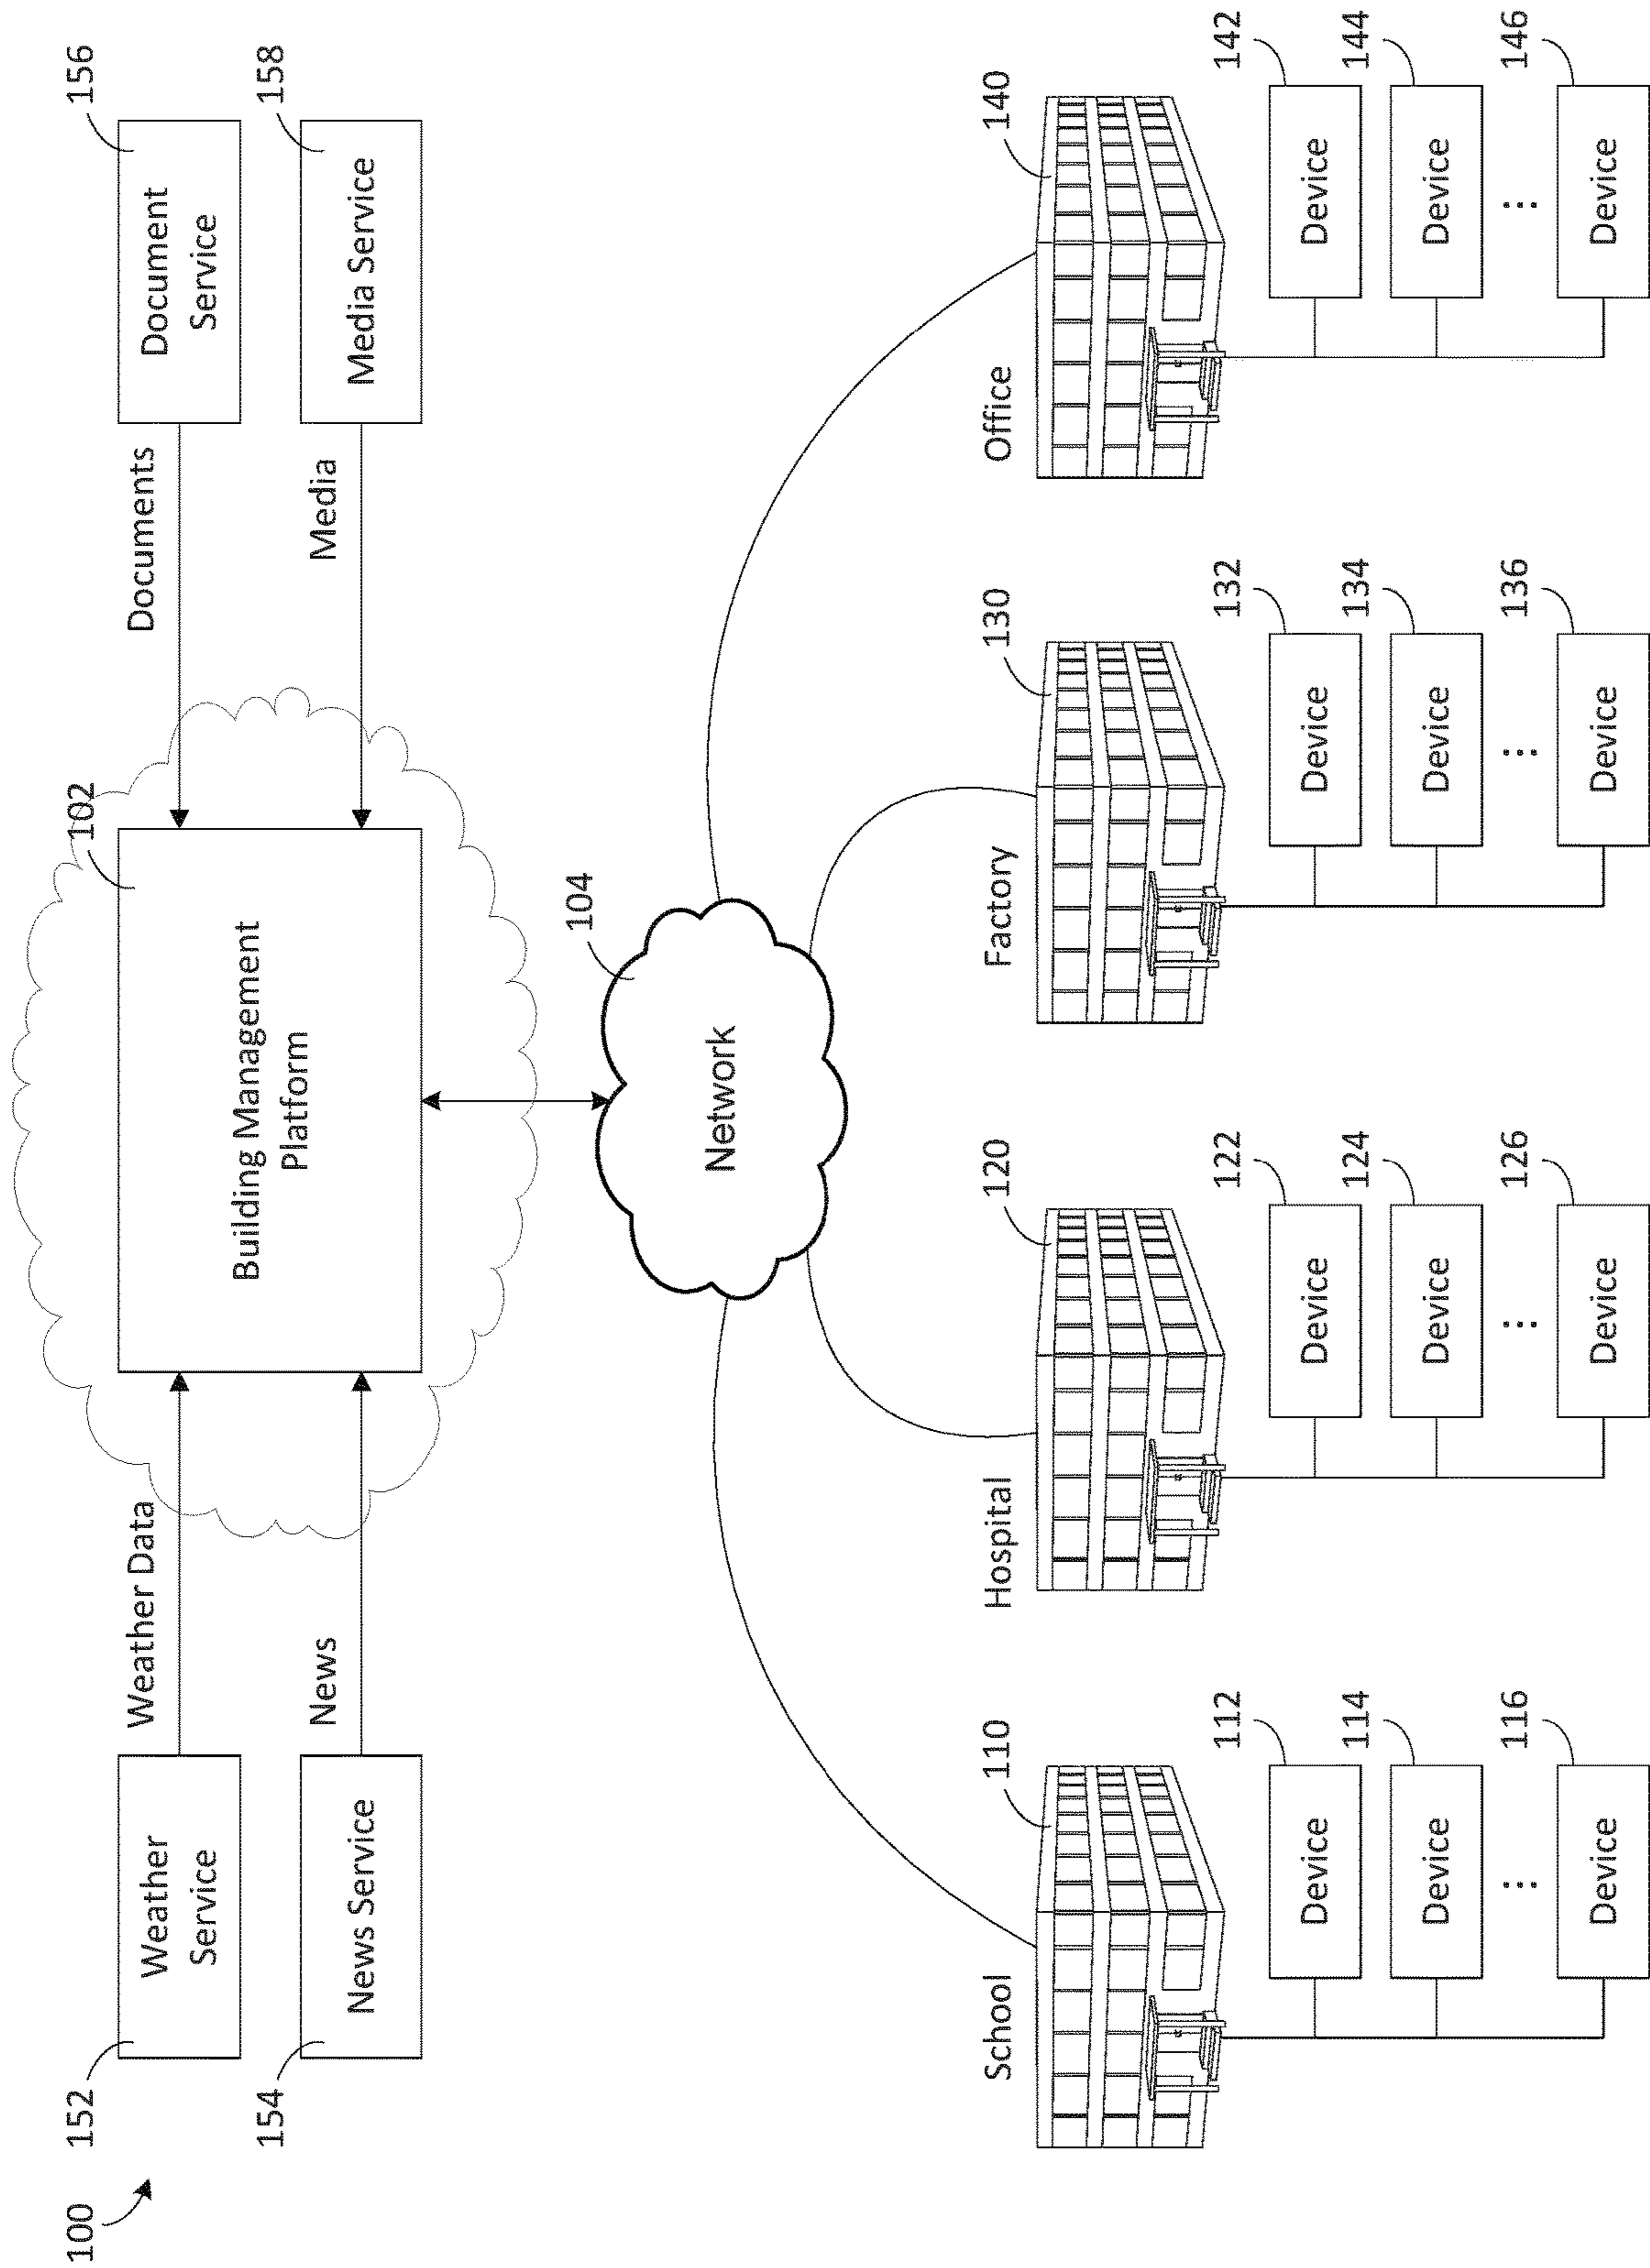 100
152
Weather
Service
Weather Data
154
News Service
News
102
Building Management
Platform
Documents
Document
Service
156
Media
Media Service
158
104
Network
School
110
Device
112
Device
114
⋮
Device
116
Hospital
120
Device
122
Device
124
⋮
Device
126
Factory
130
Device
132
Device
134
⋮
Device
136
Office
140
Device
142
Device
144
⋮
Device
146